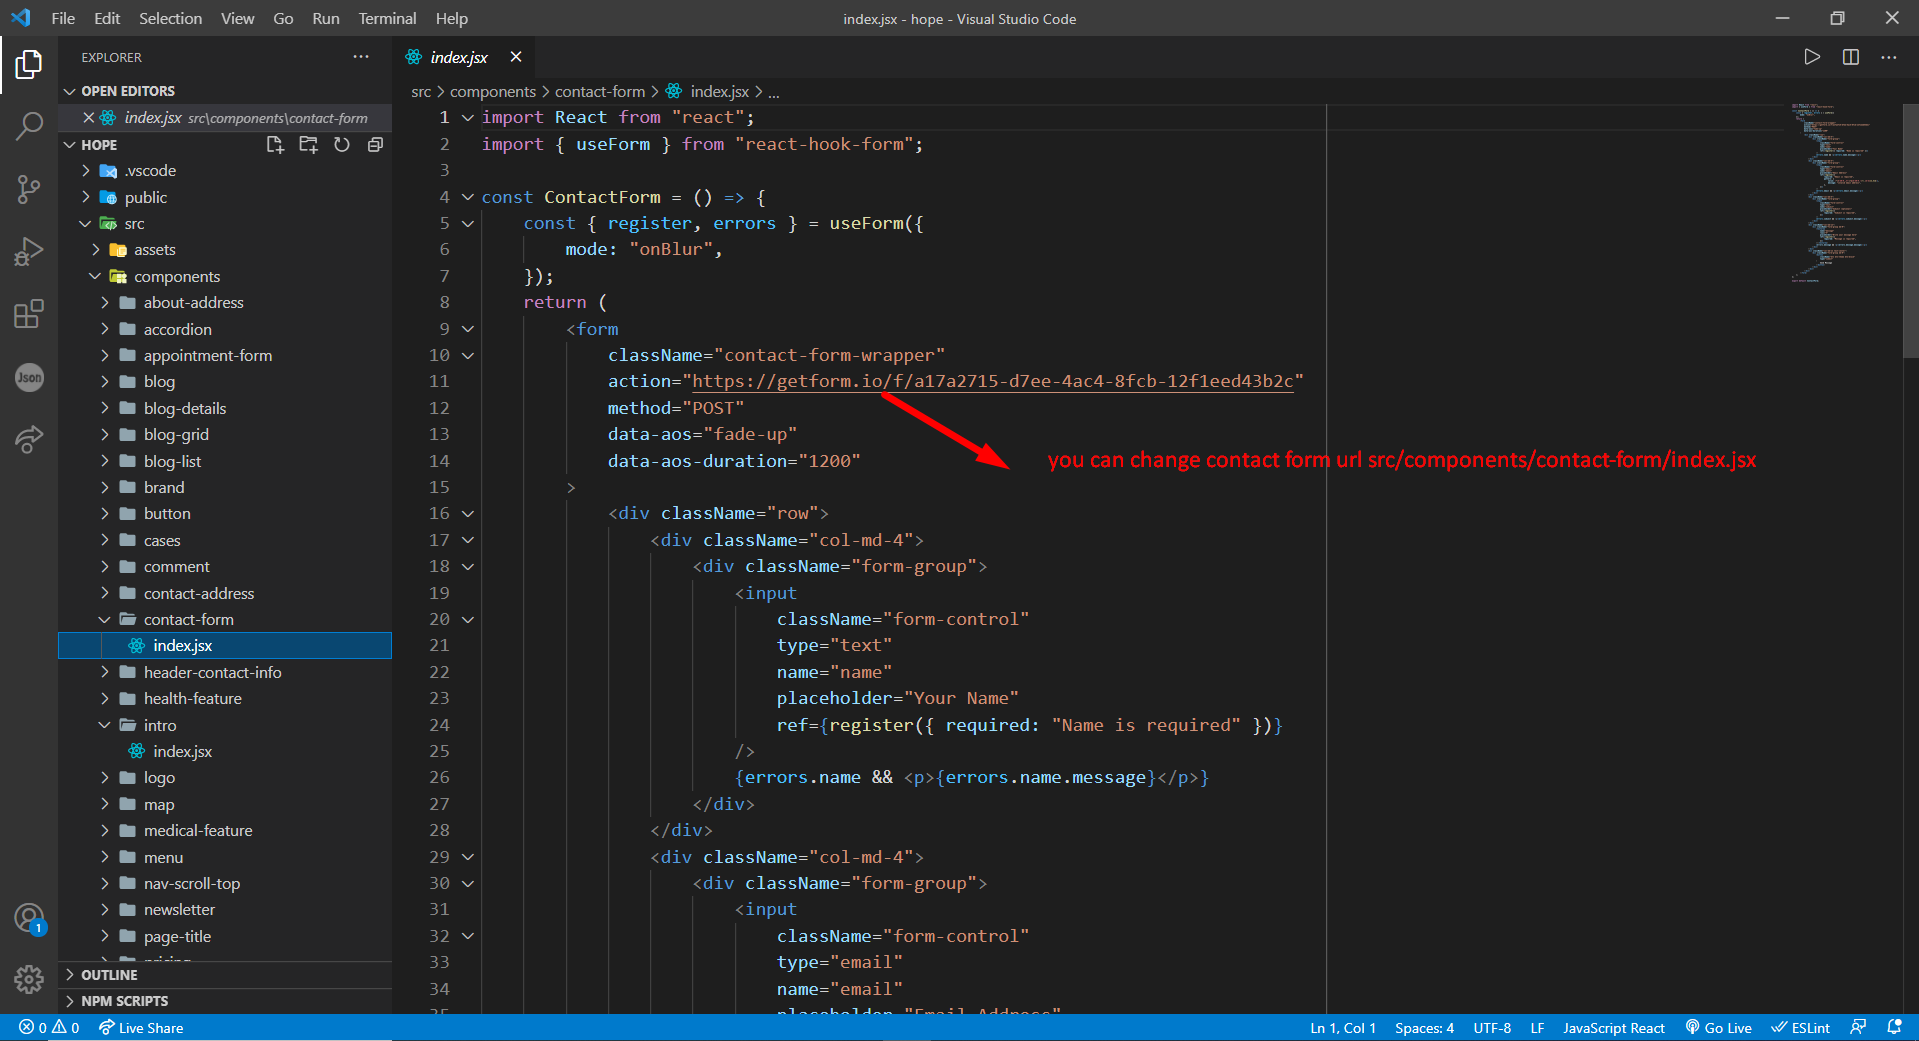 File Edit Selection View Go Run Terminal Help
index.jsx - hope - Visual Studio Code
EXPLORER
OPEN EDITORS
index.jsx src\components\contact-form
HOPE
.vscode
public
src
assets
components
about-address
accordion
appointment-form
blog
blog-details
blog-grid
blog-list
brand
button
cases
comment
contact-address
contact-form
index.jsx
header-contact-info
health-feature
intro
index.jsx
logo
map
medical-feature
menu
nav-scroll-top
newsletter
page-title
pricing
OUTLINE
NPM SCRIPTS
Json
1
index.jsx
src > components > contact-form > index.jsx > ...
1 import React from "react";
2 import { useForm } from "react-hook-form";
3
4 const ContactForm = () => {
5 const { register, errors } = useForm({
6 mode: "onBlur",
7 });
8 return (
9 <form
10 className="contact-form-wrapper"
11 action="https://getform.io/f/a17a2715-d7ee-4ac4-8fcb-12f1eed43b2c"
12 method="POST"
13 data-aos="fade-up"
14 data-aos-duration="1200"
you can change contact form url src/components/contact-form/index.jsx
15 >
16 <div className="row">
17 <div className="col-md-4">
18 <div className="form-group">
19 <input
20 className="form-control"
21 type="text"
22 name="name"
23 placeholder="Your Name"
24 ref={register({ required: "Name is required" })}
25 />
26 {errors.name && <p>{errors.name.message}</p>}
27 </div>
28 </div>
29 <div className="col-md-4">
30 <div className="form-group">
31 <input
32 className="form-control"
33 type="email"
34 name="email"
35 placeholder="Email Address"
0 0 Live Share
Ln 1, Col 1 Spaces: 4 UTF-8 LF JavaScript React Go Live ESLint